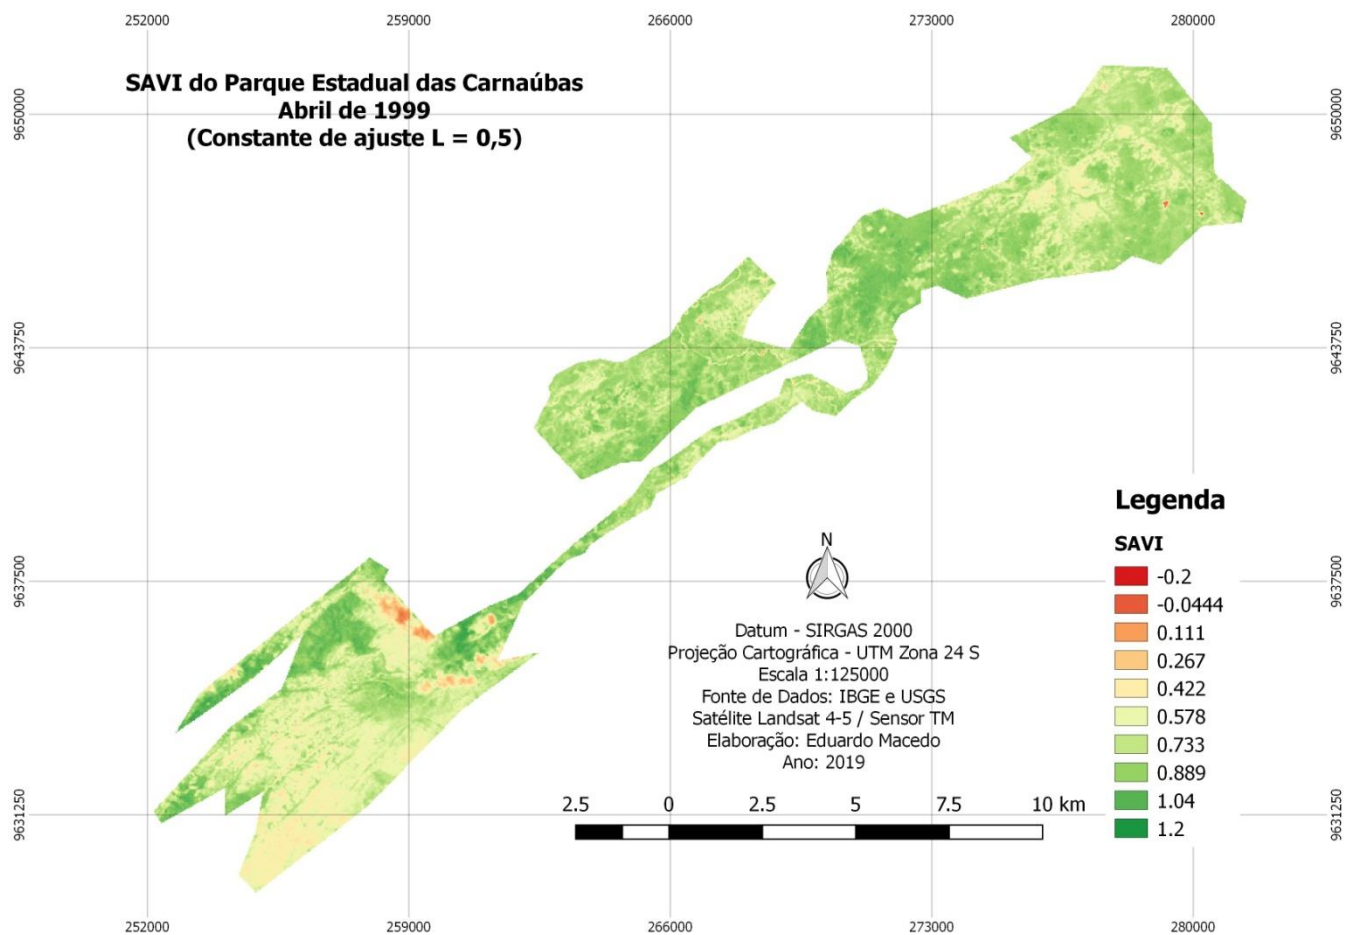 252000
259000
266000
273000
280000
SAVI do Parque Estadual das Carnaúbas
Abril de 1999
(Constante de ajuste L = 0,5)
9650000
9650000
9643750
9643750
9637500
9637500
9631250
9631250
N
Datum - SIRGAS 2000
Projeção Cartográfica - UTM Zona 24 S
Escala 1:125000
Fonte de Dados: IBGE e USGS
Satélite Landsat 4-5 / Sensor TM
Elaboração: Eduardo Macedo
Ano: 2019
2.5 0 2.5 5 7.5 10 km
Legenda
SAVI
-0.2
-0.0444
0.111
0.267
0.422
0.578
0.733
0.889
1.04
1.2
252000
259000
266000
273000
280000